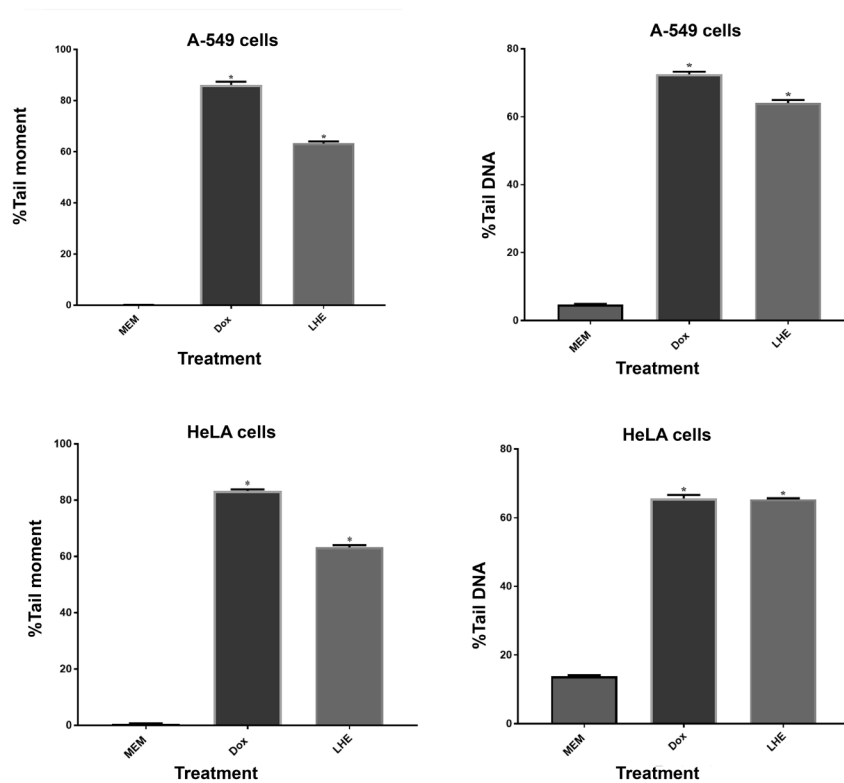 A-549 cells
%Tail moment
100
80
60
40
20
0
*
*
MEM
Dox
LHE
Treatment
A-549 cells
%Tail DNA
80
60
40
20
0
*
*
MEM
Dox
LHE
Treatment
HeLA cells
%Tail moment
100
80
60
40
20
0
*
*
MEM
Dox
LHE
Treatment
HeLA cells
%Tail DNA
80
60
40
20
0
*
*
MEM
Dox
LHE
Treatment